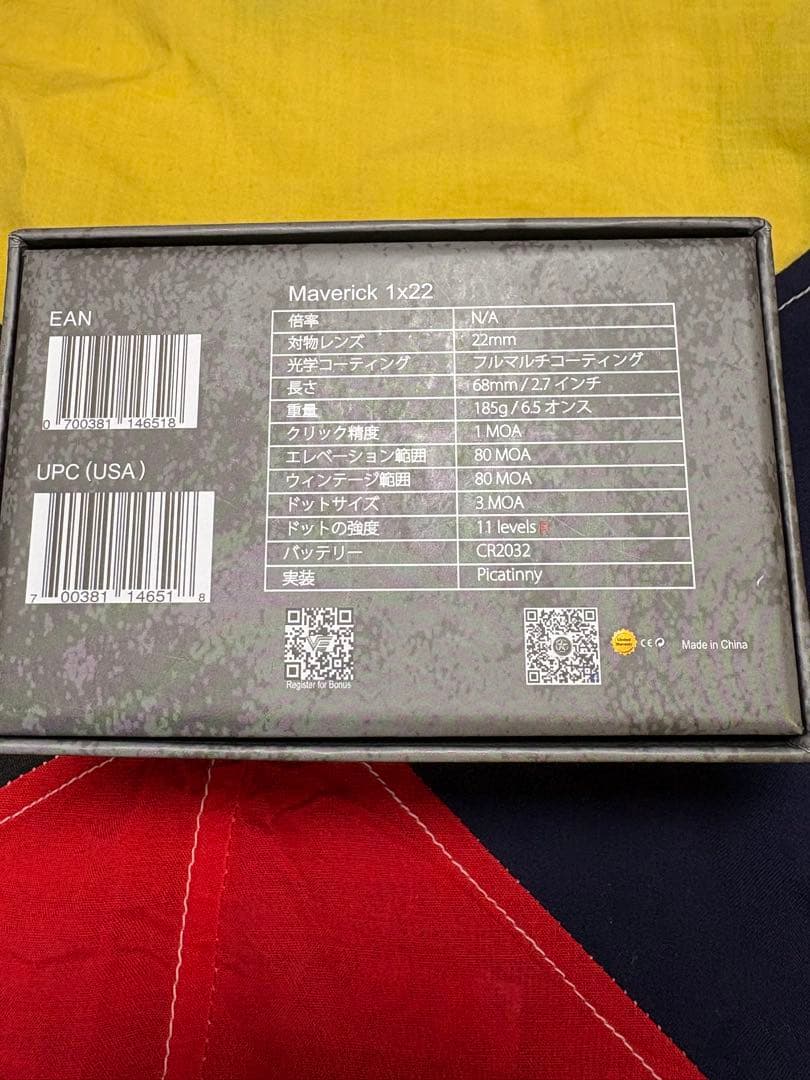 EAN
0 700381 146518
UPC (USA)
7 00381 14651 8
Maverick 1x22
倍率 N/A
対物レンズ 22mm
光学コーティング フルマルチコーティング
長さ 68mm / 2.7 インチ
重量 185g / 6.5 オンス
クリック精度 1 MOA
エレベーション範囲 80 MOA
ウィンテージ範囲 80 MOA
ドットサイズ 3 MOA
ドットの強度 11 levels
バッテリー CR2032
実装 Picatinny
Register for Bonus
Limited
Warranty
CE
Made in China